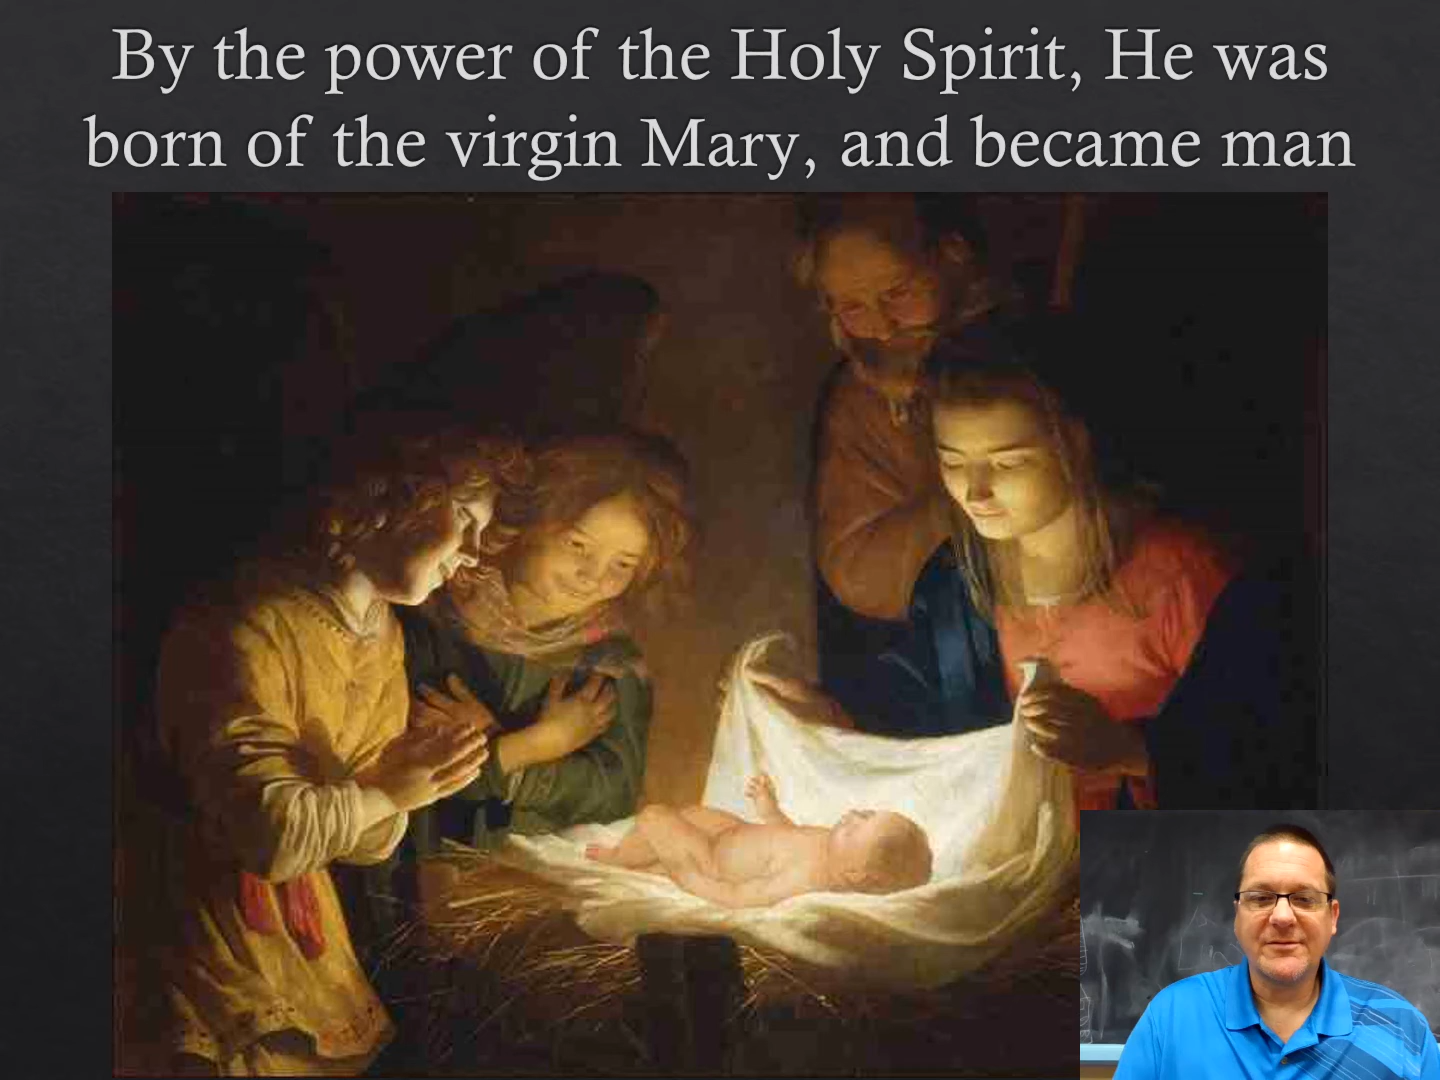 By the power of the Holy Spirit, He was
born of the virgin Mary, and became man